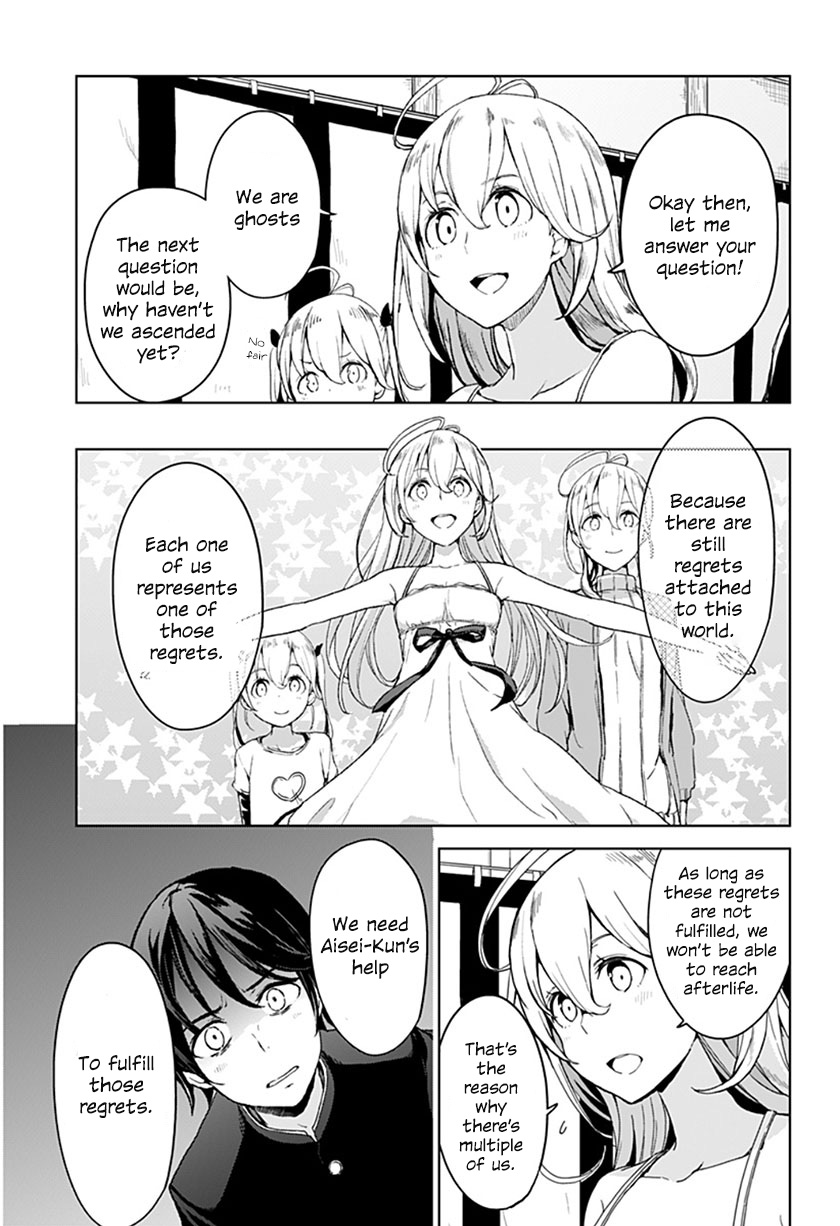 Okay then,
let me
answer your
question!
We are
ghosts
The next
question
would be,
why haven't
we ascended
yet?
No
fair
Because
there are
still
regrets
attached
to this
world.
Each one
of us
represents
one of
those
regrets.
As long as
these regrets
are not
fulfilled, we
won't be able
to reach
afterlife.
That's
the
reason
why
there's
multiple
of us.
We need
Aisei-Kun's
help
To fulfill
those
regrets.